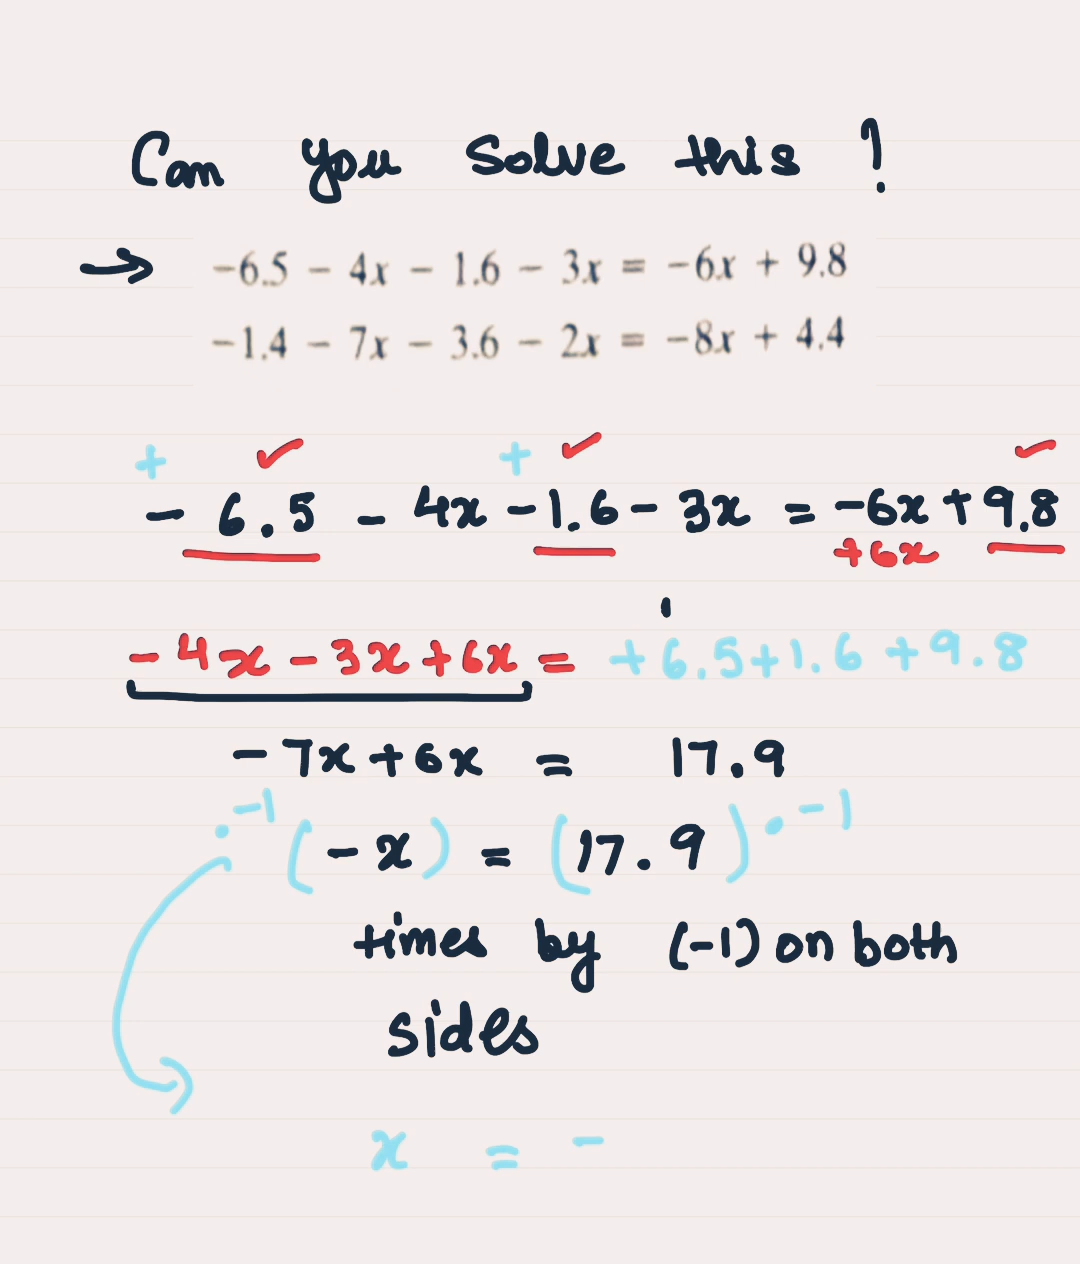 Can you solve this ?
→ −6.5 − 4x − 1.6 − 3x = −6x + 9.8
−1.4 − 7x − 3.6 − 2x = −8x + 4.4
+ +
- 6.5 - 4x - 1.6 - 3x = -6x + 9.8
+6x
- 4x - 3x + 6x = + 6.5 + 1.6 + 9.8
- 7x + 6x = 17.9
. -1 (- x) = (17.9) . -1
times by (-1) on both
sides
x = -